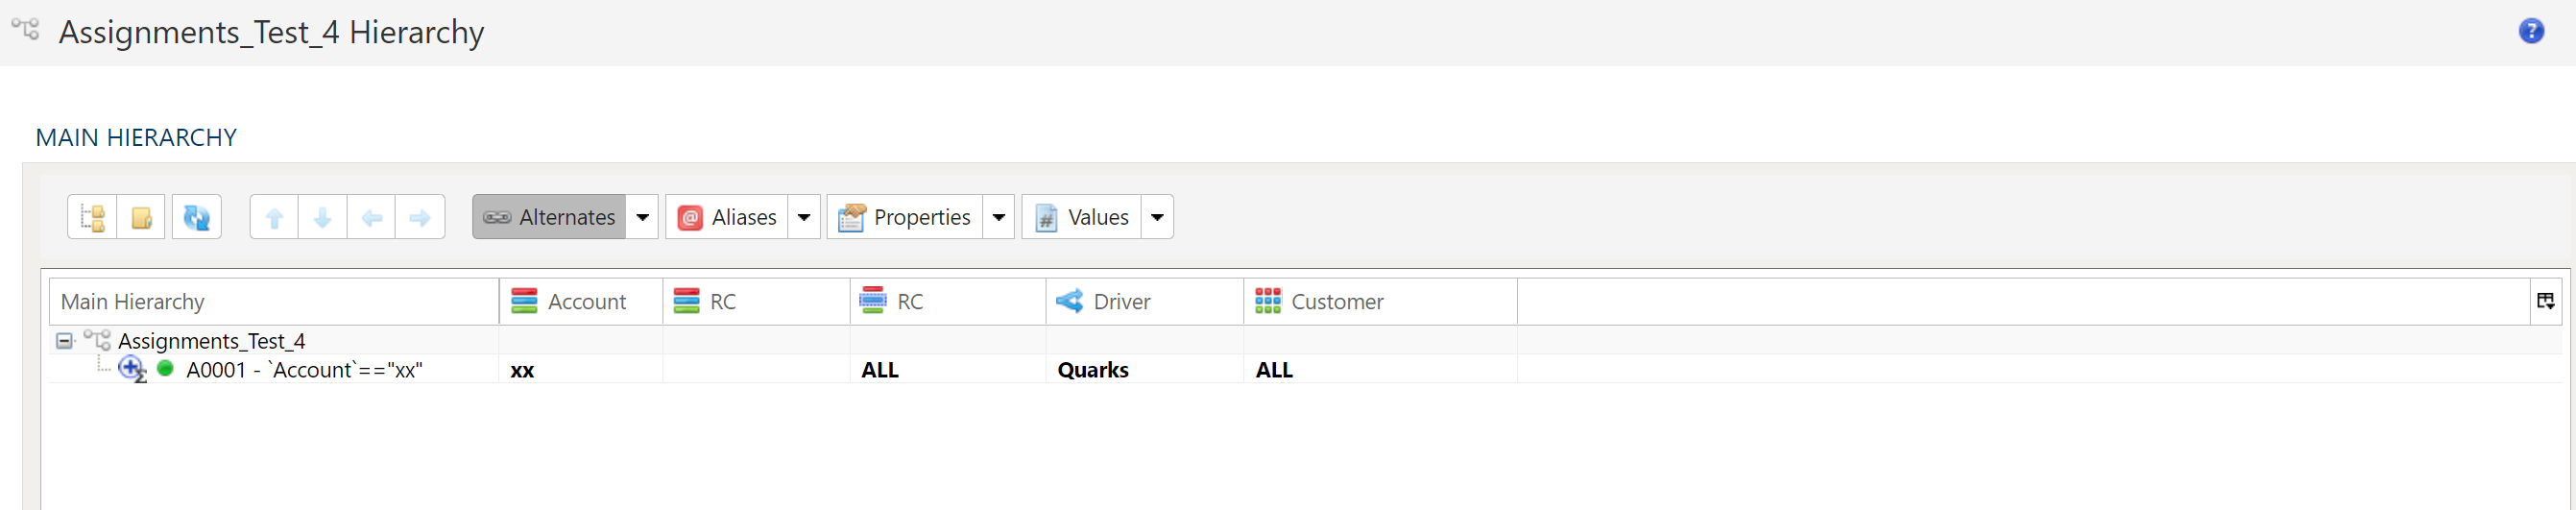 Assignments_Test_4 Hierarchy
?
MAIN HIERARCHY
Alternates @ Aliases Properties # Values
Main Hierarchy Account RC RC Driver Customer
Assignments_Test_4
A0001 - `Account`=="xx" xx ALL Quarks ALL